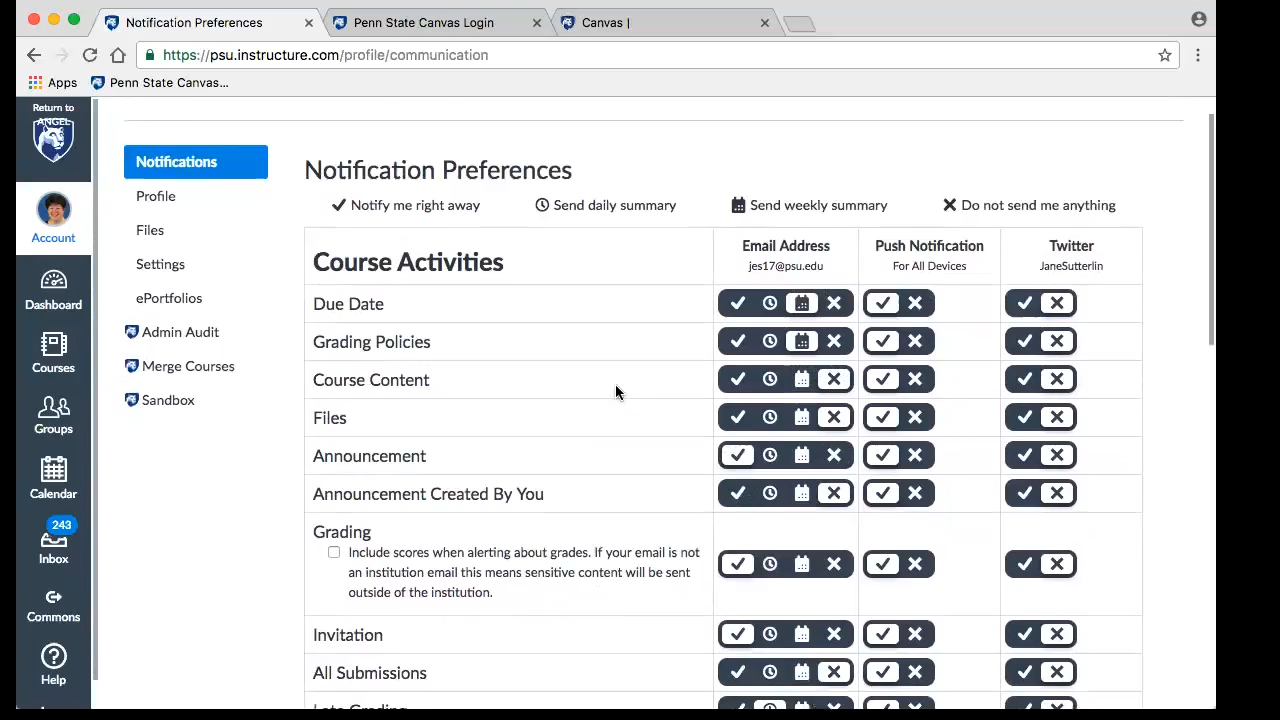 Notification Preferences
Penn State Canvas Login
Canvas |
https://psu.instructure.com/profile/communication
Apps
Penn State Canvas...
Return to
ANGEL
Account
Dashboard
Courses
Groups
Calendar
243
Inbox
Commons
Help
Notifications
Profile
Files
Settings
ePortfolios
Admin Audit
Merge Courses
Sandbox
Notification Preferences
Notify me right away
Send daily summary
Send weekly summary
Do not send me anything
Course Activities
Email Address
jes17@psu.edu
Push Notification
For All Devices
Twitter
JaneSutterlin
Due Date
Grading Policies
Course Content
Files
Announcement
Announcement Created By You
Grading
Include scores when alerting about grades. If your email is not
an institution email this means sensitive content will be sent
outside of the institution.
Invitation
All Submissions
Late Grading